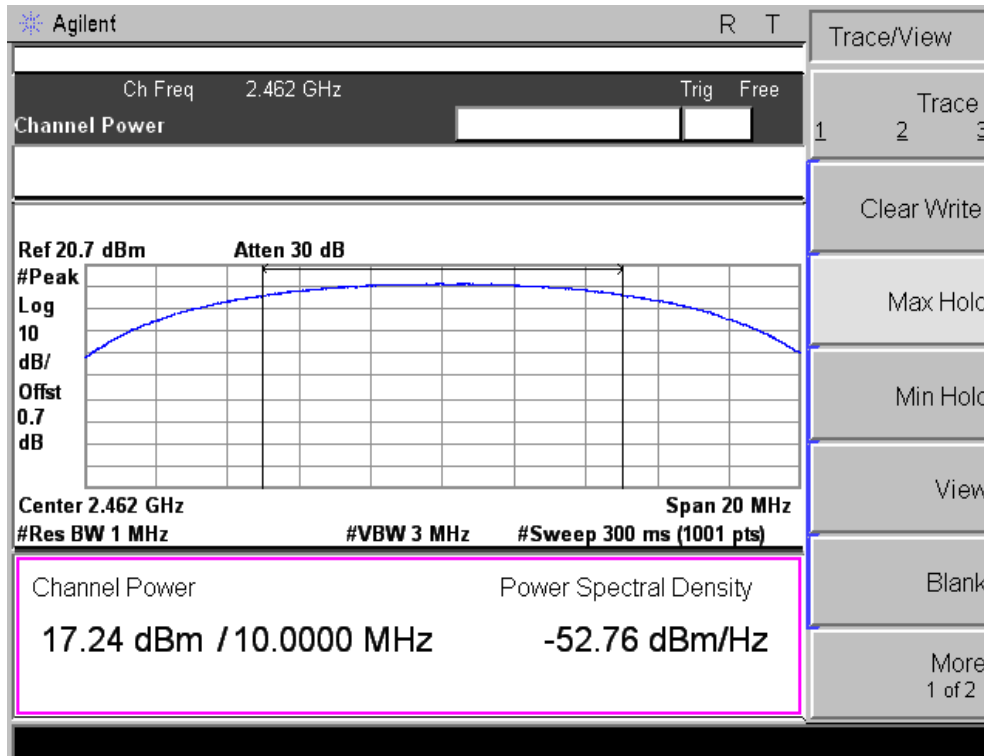 Agilent R T
Ch Freq 2.462 GHz Trig Free
Channel Power
Ref 20.7 dBm Atten 30 dB
#Peak
Log
10
dB/
Offst
0.7
dB
Center 2.462 GHz Span 20 MHz
#Res BW 1 MHz #VBW 3 MHz #Sweep 300 ms (1001 pts)
Channel Power Power Spectral Density
17.24 dBm / 10.0000 MHz -52.76 dBm/Hz
Trace/View
Trace
1 2 3
Clear Write
Max Hold
Min Hold
View
Blank
More
1 of 2